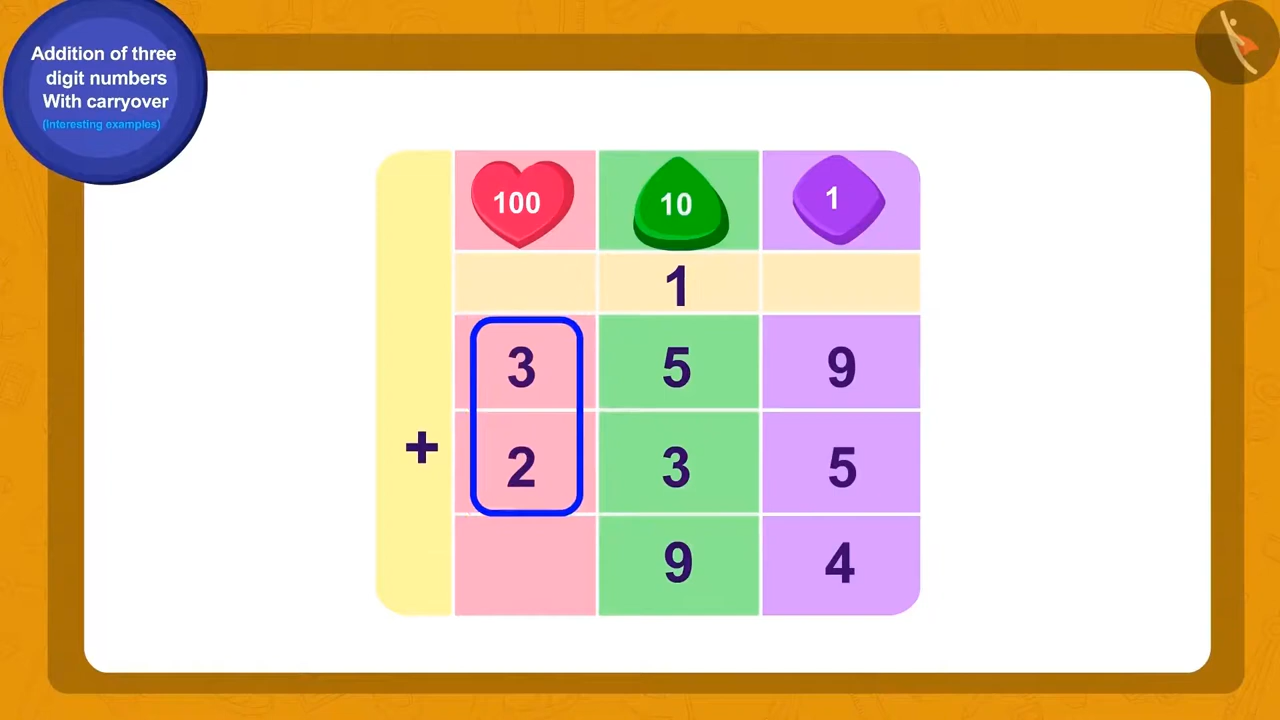 Addition of three
digit numbers
With carryover
(Interesting examples)
100 10 1
1
3 5 9
+ 2 3 5
9 4